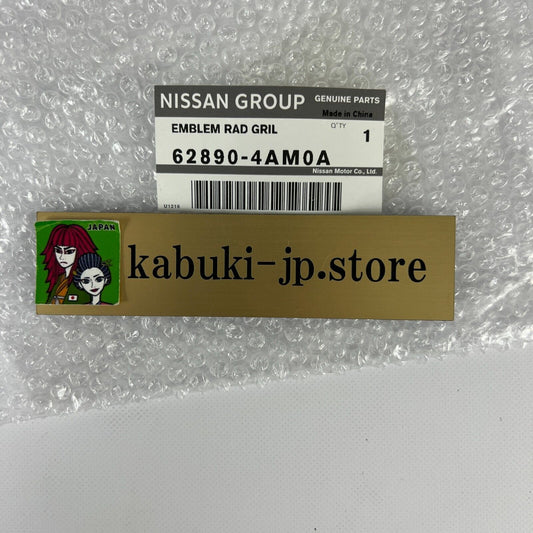 NISSAN GROUP GENUINE PARTS
Made in China
EMBLEM RAD GRIL Q'TY 1
62890-4AM0A
Nissan Motor Co., Ltd.
U1216
JAPAN
kabuki-jp.store